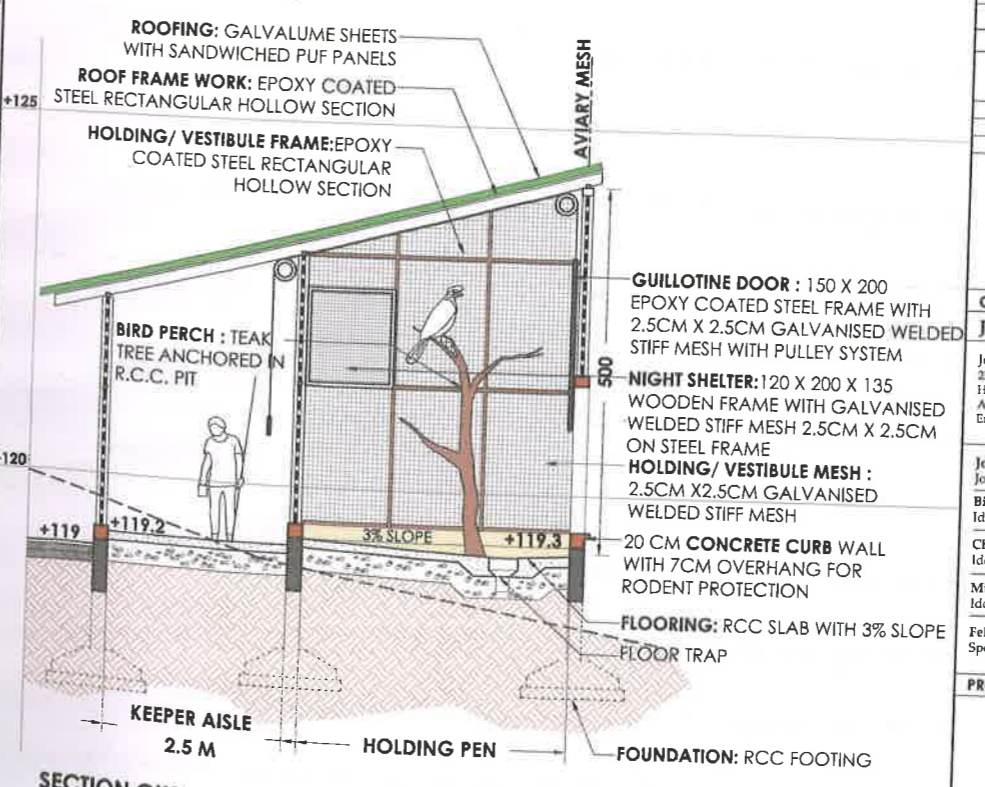 ROOFING: GALVALUME SHEETS
WITH SANDWICHED PUF PANELS
ROOF FRAME WORK: EPOXY COATED
STEEL RECTANGULAR HOLLOW SECTION
HOLDING/ VESTIBULE FRAME:EPOXY
COATED STEEL RECTANGULAR
HOLLOW SECTION
AVIARY MESH
+125
BIRD PERCH : TEAK
TREE ANCHORED IN
R.C.C. PIT
GUILLOTINE DOOR : 150 X 200
EPOXY COATED STEEL FRAME WITH
2.5CM X 2.5CM GALVANISED WELDED
STIFF MESH WITH PULLEY SYSTEM
500
NIGHT SHELTER:120 X 200 X 135
WOODEN FRAME WITH GALVANISED
WELDED STIFF MESH 2.5CM X 2.5CM
ON STEEL FRAME
HOLDING/ VESTIBULE MESH :
2.5CM X2.5CM GALVANISED
WELDED STIFF MESH
120
+119
+119.2
3% SLOPE
+119.3
20 CM CONCRETE CURB WALL
WITH 7CM OVERHANG FOR
RODENT PROTECTION
FLOORING: RCC SLAB WITH 3% SLOPE
FLOOR TRAP
KEEPER AISLE
2.5 M
HOLDING PEN
FOUNDATION: RCC FOOTING
SECTION
PR